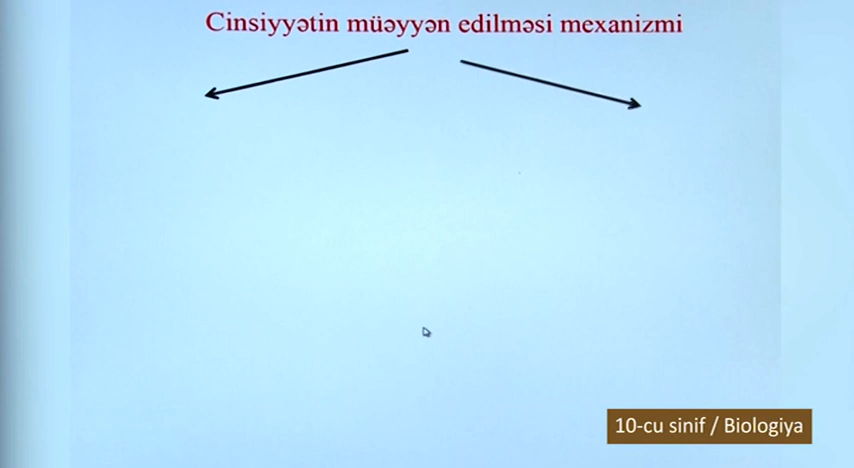 Cinsiyyətin müəyyən edilməsi mexanizmi
10-cu sinif / Biologiya